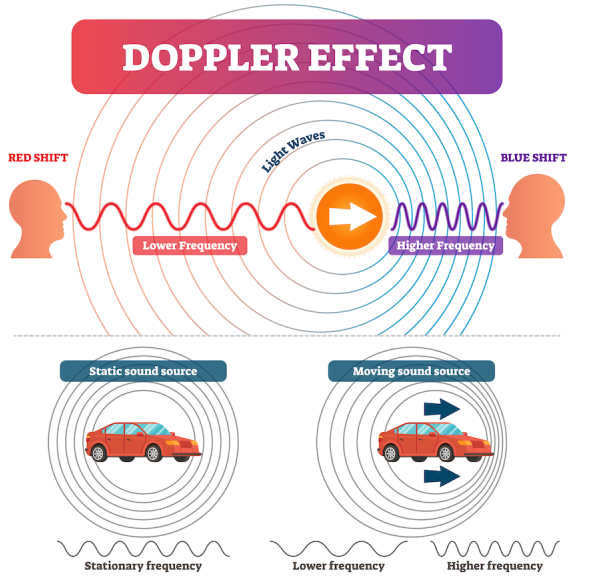 DOPPLER EFFECT
Light Waves
RED SHIFT
BLUE SHIFT
Lower Frequency
Higher Frequency
Static sound source
Moving sound source
Stationary frequency
Lower frequency
Higher frequency